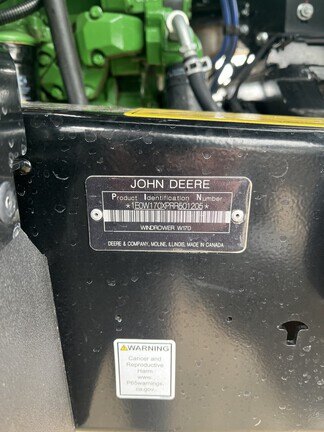 JOHN DEERE
Product Identification Number
*1E0W170XPRR601205*
WINDROWER W170
DEERE & COMPANY, MOLINE, ILLINOIS, MADE IN CANADA
WARNING
Cancer and
Reproductive
Harm
www.
P65warnings.
ca.gov